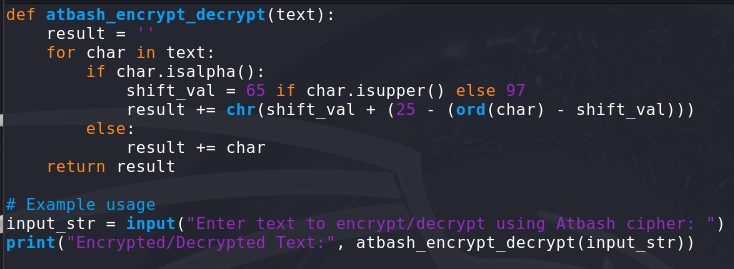 def atbash_encrypt_decrypt(text):
    result = ''
    for char in text:
        if char.isalpha():
            shift_val = 65 if char.isupper() else 97
            result += chr(shift_val + (25 - (ord(char) - shift_val)))
        else:
            result += char
    return result

# Example usage
input_str = input("Enter text to encrypt/decrypt using Atbash cipher: ")
print("Encrypted/Decrypted Text:", atbash_encrypt_decrypt(input_str))